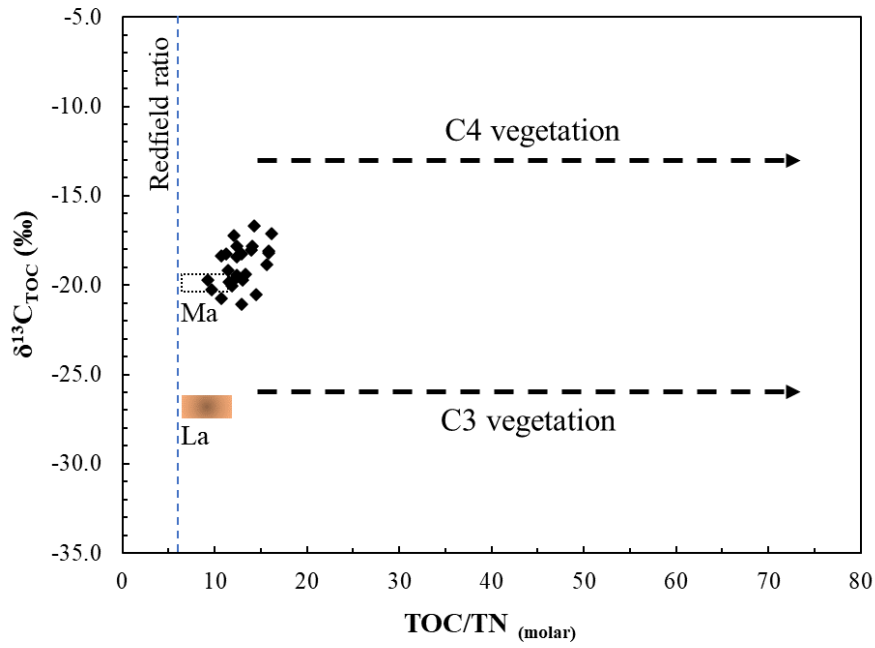 -5.0
-10.0
-15.0
-20.0
-25.0
-30.0
-35.0
δ¹³C_TOC (‰)
Redfield ratio
C4 vegetation
Ma
La
C3 vegetation
0 10 20 30 40 50 60 70 80
TOC/TN (molar)